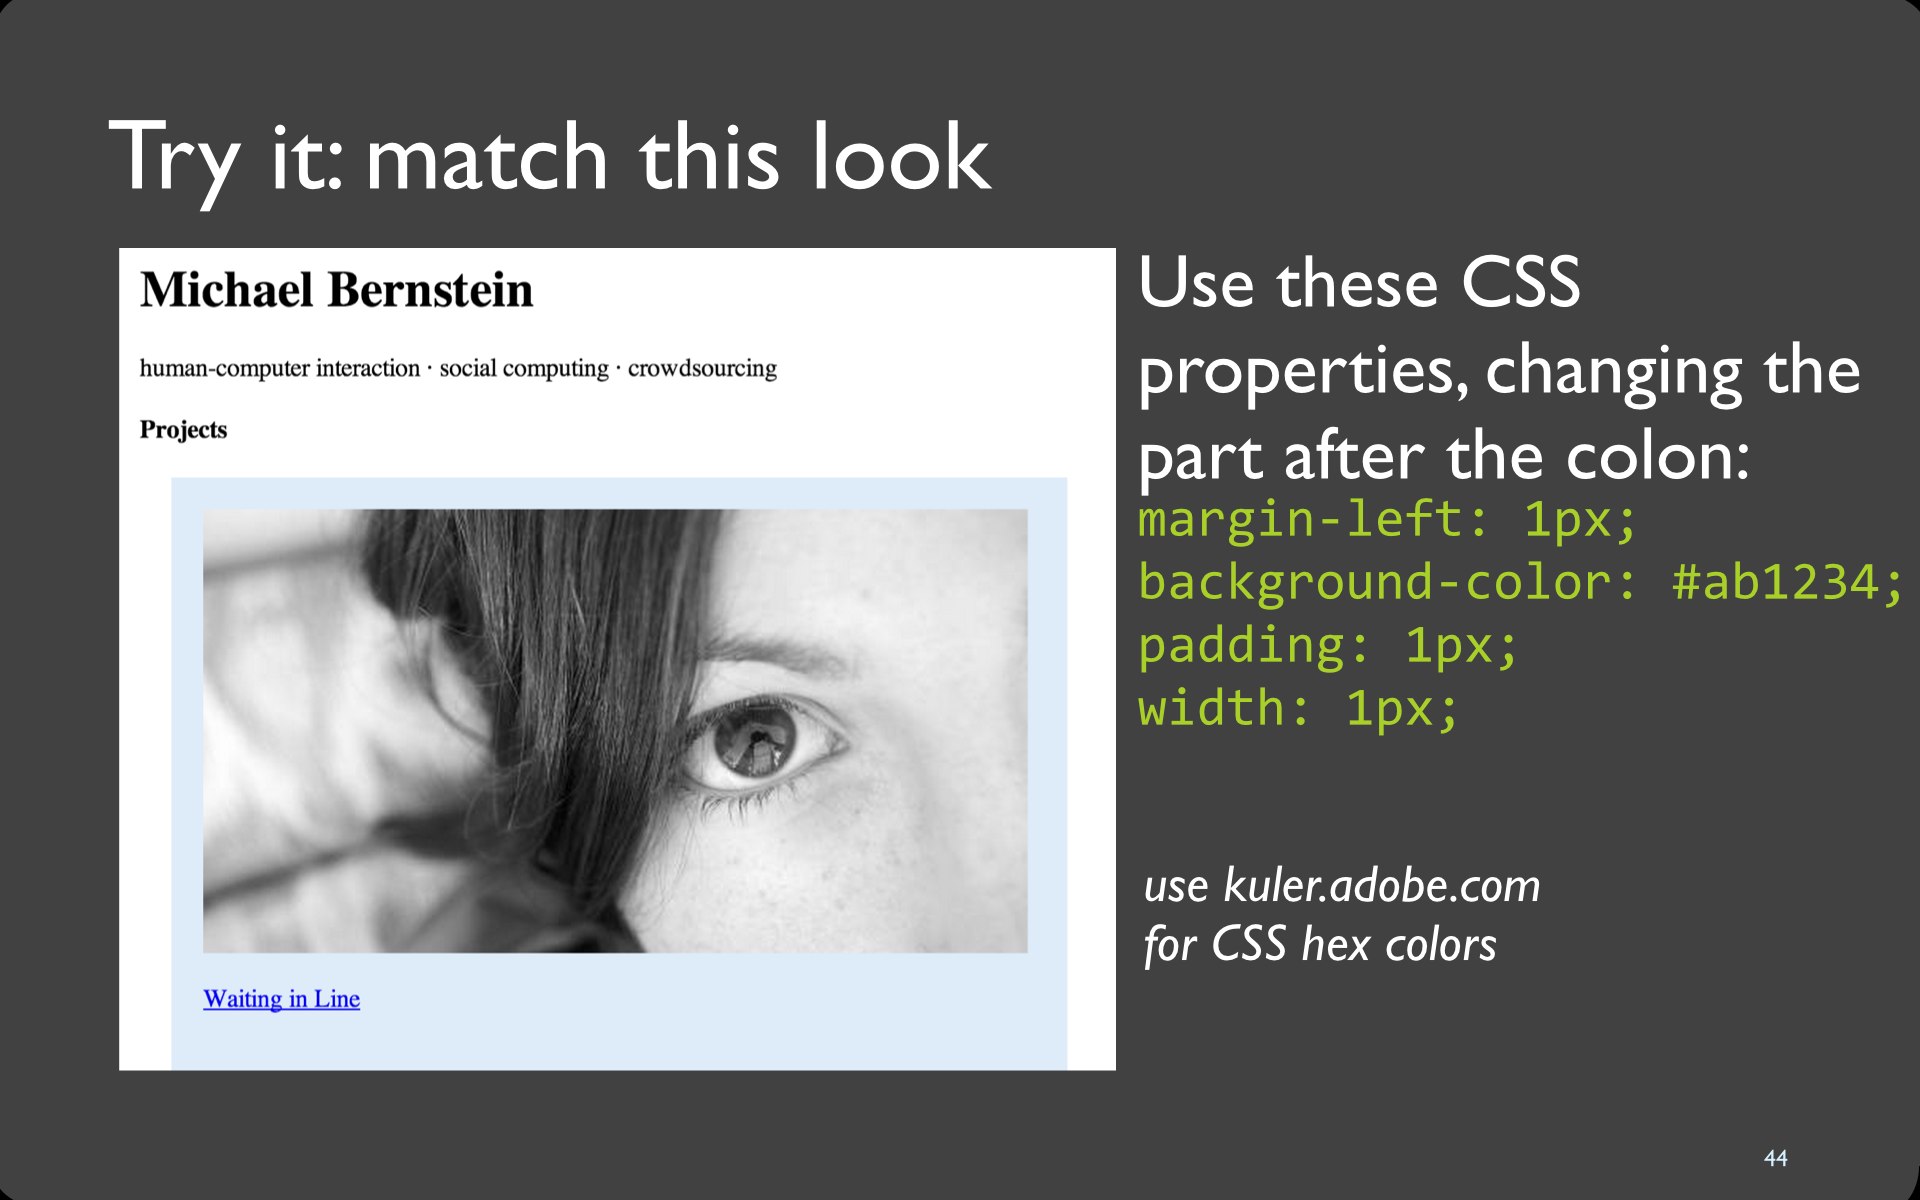 Try it: match this look
Michael Bernstein
human-computer interaction · social computing · crowdsourcing
Projects
Waiting in Line
Use these CSS
properties, changing the
part after the colon:
margin-left: 1px;
background-color: #ab1234;
padding: 1px;
width: 1px;
use kuler.adobe.com
for CSS hex colors
44